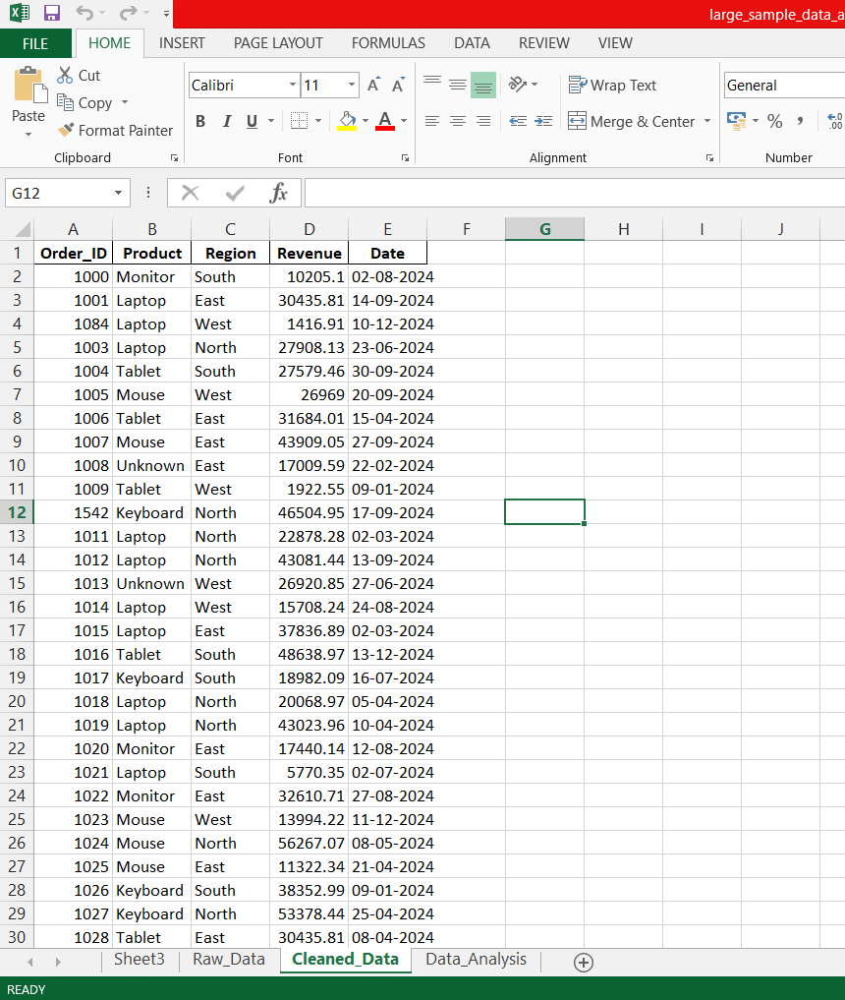 large_sample_data_a
FILE HOME INSERT PAGE LAYOUT FORMULAS DATA REVIEW VIEW
Paste
Cut
Copy
Format Painter
Clipboard
Calibri 11
B I U
Font
Wrap Text
Merge & Center
Alignment
General
% , .0 .00
Number
G12 fx
A B C D E F G H I J
1 Order_ID Product Region Revenue Date
2 1000 Monitor South 10205.1 02-08-2024
3 1001 Laptop East 30435.81 14-09-2024
4 1084 Laptop West 1416.91 10-12-2024
5 1003 Laptop North 27908.13 23-06-2024
6 1004 Tablet South 27579.46 30-09-2024
7 1005 Mouse West 26969 20-09-2024
8 1006 Tablet East 31684.01 15-04-2024
9 1007 Mouse East 43909.05 27-09-2024
10 1008 Unknown East 17009.59 22-02-2024
11 1009 Tablet West 1922.55 09-01-2024
12 1542 Keyboard North 46504.95 17-09-2024
13 1011 Laptop North 22878.28 02-03-2024
14 1012 Laptop North 43081.44 13-09-2024
15 1013 Unknown West 26920.85 27-06-2024
16 1014 Laptop West 15708.24 24-08-2024
17 1015 Laptop East 37836.89 02-03-2024
18 1016 Tablet South 48638.97 13-12-2024
19 1017 Keyboard South 18982.09 16-07-2024
20 1018 Laptop North 20068.97 05-04-2024
21 1019 Laptop North 43023.96 10-04-2024
22 1020 Monitor East 17440.14 12-08-2024
23 1021 Laptop South 5770.35 02-07-2024
24 1022 Monitor East 32610.71 27-08-2024
25 1023 Mouse West 13994.22 11-12-2024
26 1024 Mouse North 56267.07 08-05-2024
27 1025 Mouse East 11322.34 21-04-2024
28 1026 Keyboard South 38352.99 09-01-2024
29 1027 Keyboard North 53378.44 25-04-2024
30 1028 Tablet East 30435.81 08-04-2024
Sheet3 Raw_Data Cleaned_Data Data_Analysis
READY